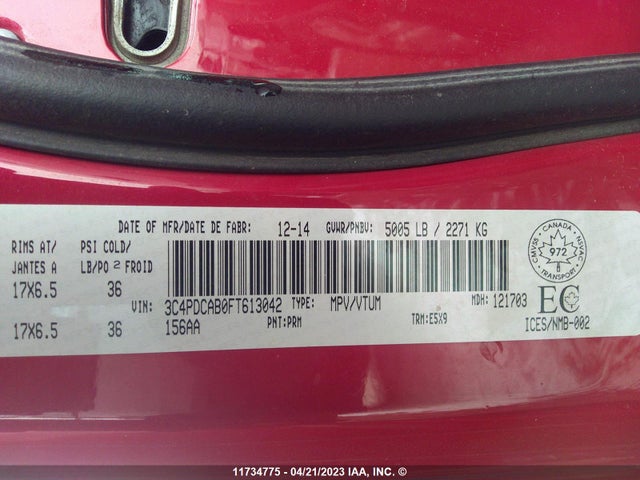 DATE OF MFR/DATE DE FABR: 12-14 GVWR/PNBV: 5005 LB / 2271 KG
RIMS AT/ PSI COLD/
JANTES A LB/PO 2 FROID
17X6.5 36
VIN: 3C4PDCAB0FT613042 TYPE: MPV/VTUM MDH: 121703
17X6.5 36 156AA PNT:PRM TRM:E5X9 ICES/NMB-002
CANADA
CMVSS NSVAC
972
TRANSPORT
EC
11734775 - 04/21/2023 IAA, INC. ©